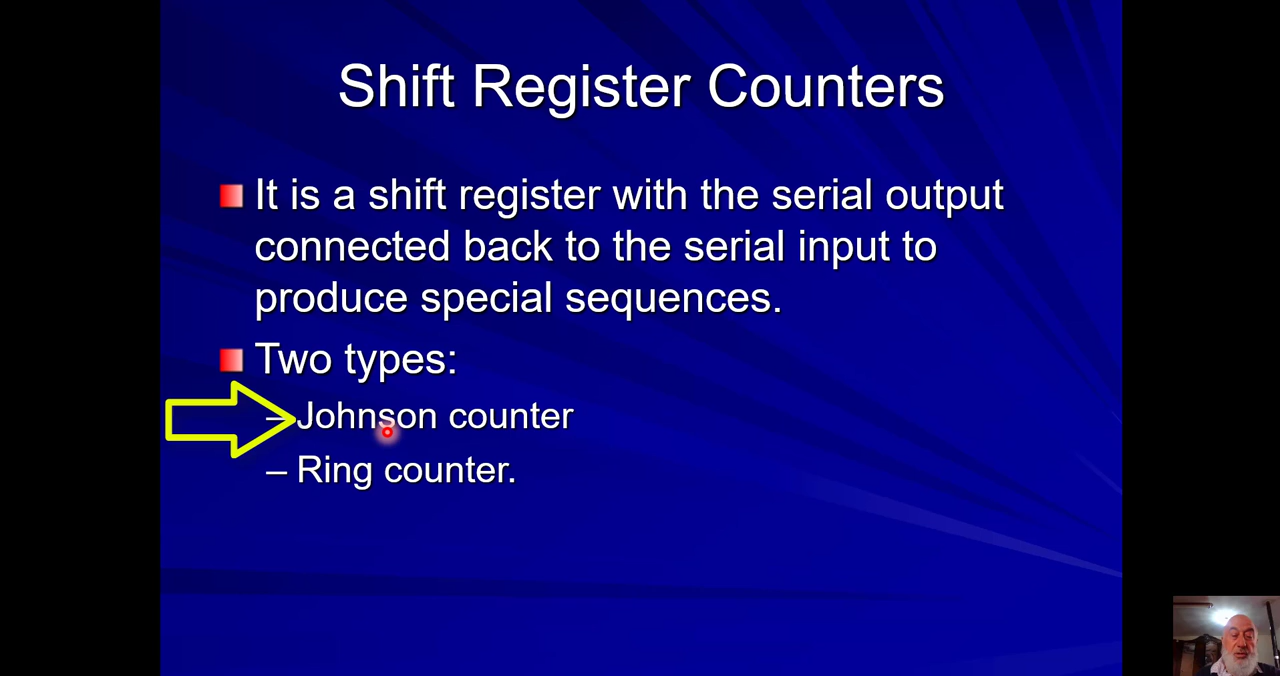 Shift Register Counters
It is a shift register with the serial output
connected back to the serial input to
produce special sequences.
Two types:
– Johnson counter
– Ring counter.